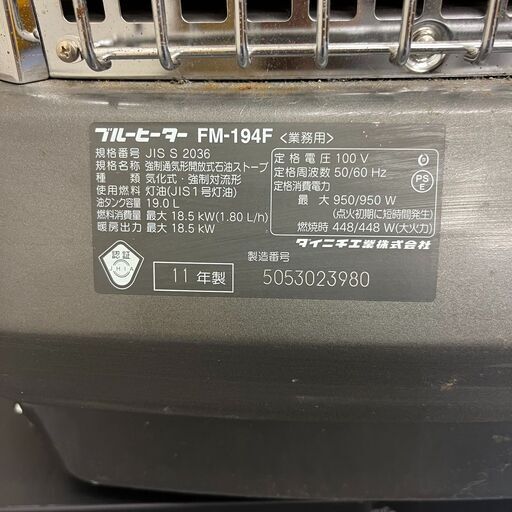 ブルーヒーター FM-194F <業務用>
規格番号 JIS S 2036
規格名称 強制通気形開放式石油ストーブ
種　　類 気化式・強制対流形
使用燃料 灯油(JIS1号灯油)
油タンク容量 19.0L
燃料消費量 最大 18.5 kW(1.80 L/h)
暖房出力 最大 18.5 kW
定格電圧 100 V
定格周波数 50/60 Hz
定格消費電力
最　大 950/950 W
(点火初期に短時間発生)
燃焼時 448/448 W(大火力)
PS
E
ダイニチ工業株式会社
認証
JHIA
11 年製
製造番号
5053023980